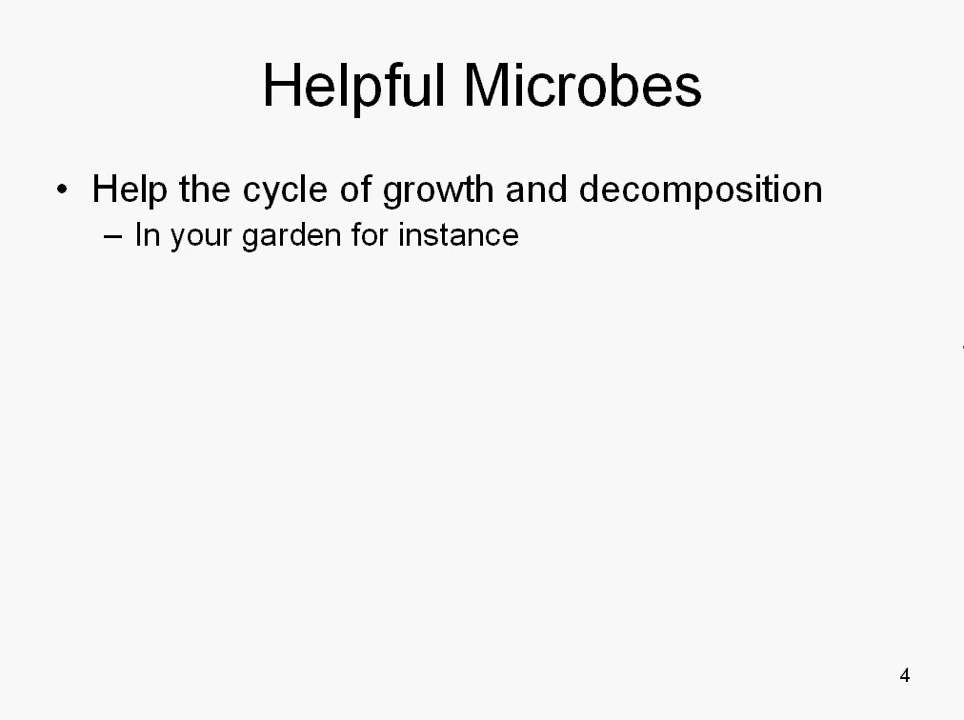 Helpful Microbes
• Help the cycle of growth and decomposition
– In your garden for instance
4